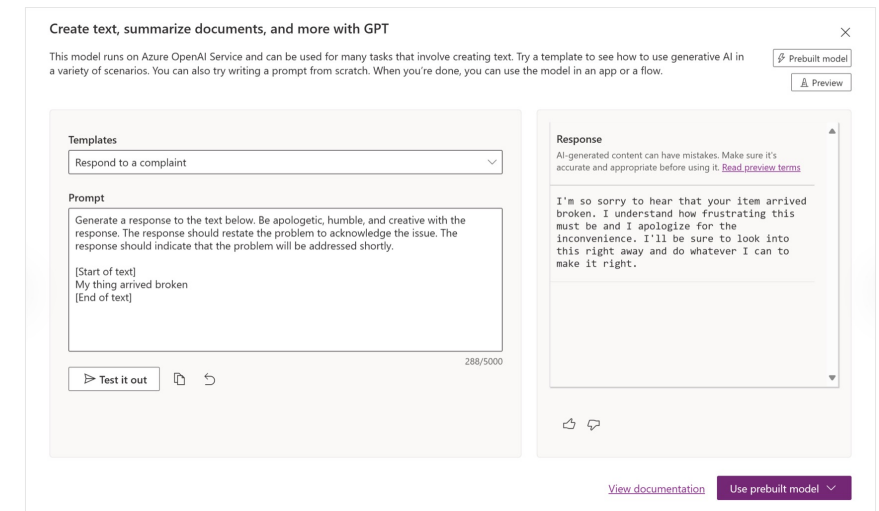 Create text, summarize documents, and more with GPT
This model runs on Azure OpenAI Service and can be used for many tasks that involve creating text. Try a template to see how to use generative AI in
a variety of scenarios. You can also try writing a prompt from scratch. When you're done, you can use the model in an app or a flow.
Prebuilt model
Preview
Templates
Respond to a complaint
Prompt
Generate a response to the text below. Be apologetic, humble, and creative with the
response. The response should restate the problem to acknowledge the issue. The
response should indicate that the problem will be addressed shortly.
[Start of text]
My thing arrived broken
[End of text]
288/5000
Test it out
Response
AI-generated content can have mistakes. Make sure it's
accurate and appropriate before using it. Read preview terms
I'm so sorry to hear that your item arrived
broken. I understand how frustrating this
must be and I apologize for the
inconvenience. I'll be sure to look into
this right away and do whatever I can to
make it right.
View documentation
Use prebuilt model